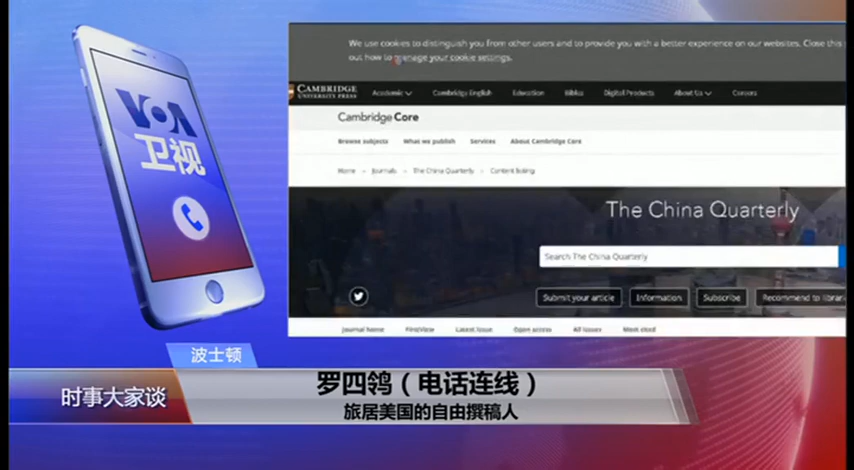 VOA
卫视
We use cookies to distinguish you from other users and to provide you with a better experience on our websites. Close this
out how to manage your cookie settings.
CAMBRIDGE
UNIVERSITY PRESS
Academic
Cambridge English
Education
Bibles
Digital Products
About Us
Careers
Cambridge Core
Browse subjects
What we publish
Services
About Cambridge Core
Home
Journals
The China Quarterly
Content listing
The China Quarterly
Search The China Quarterly
Submit your article
Information
Subscribe
Recommend to librar
Journal home
FirstView
Latest issue
Open access
All issues
Most cited
波士顿
时事大家谈
罗四鸰（电话连线）
旅居美国的自由撰稿人